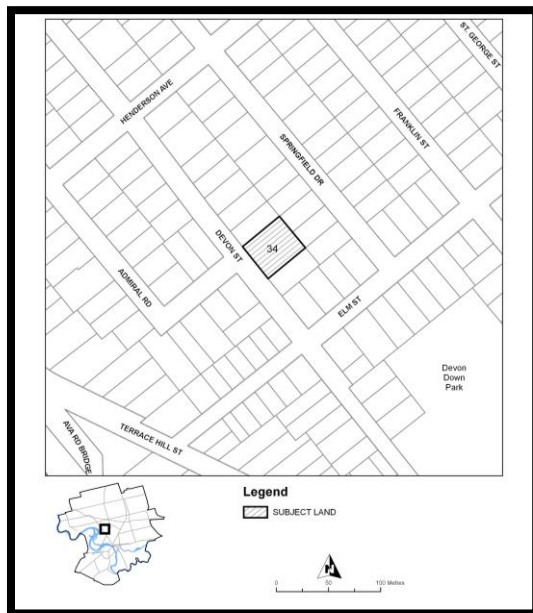 ST. GEORGE ST
HENDERSON AVE
FRANKLIN ST
SPRINGFIELD DR
DEVON ST
34
ADMIRAL RD
ELM ST
Devon
Down
Park
TERRACE HILL ST
AVA RD BRIDGE
Legend
SUBJECT LAND
N
0 50 100 Metres